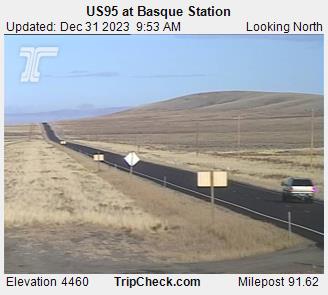 US95 at Basque Station
Updated: Dec 31 2023 9:53 AM Looking North
Elevation 4460 TripCheck.com Milepost 91.62